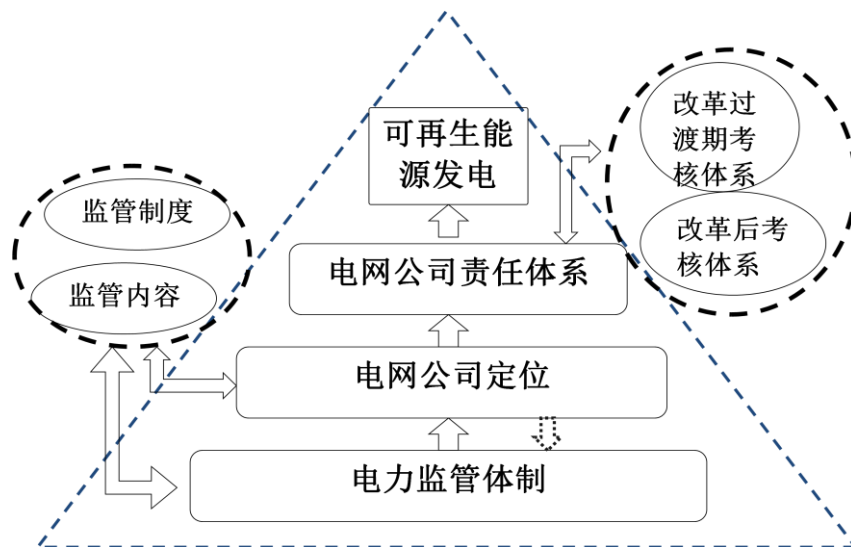 可再生能
源发电
改革过
渡期考
核体系
监管制度
改革后考
核体系
电网公司责任体系
监管内容
电网公司定位
电力监管体制